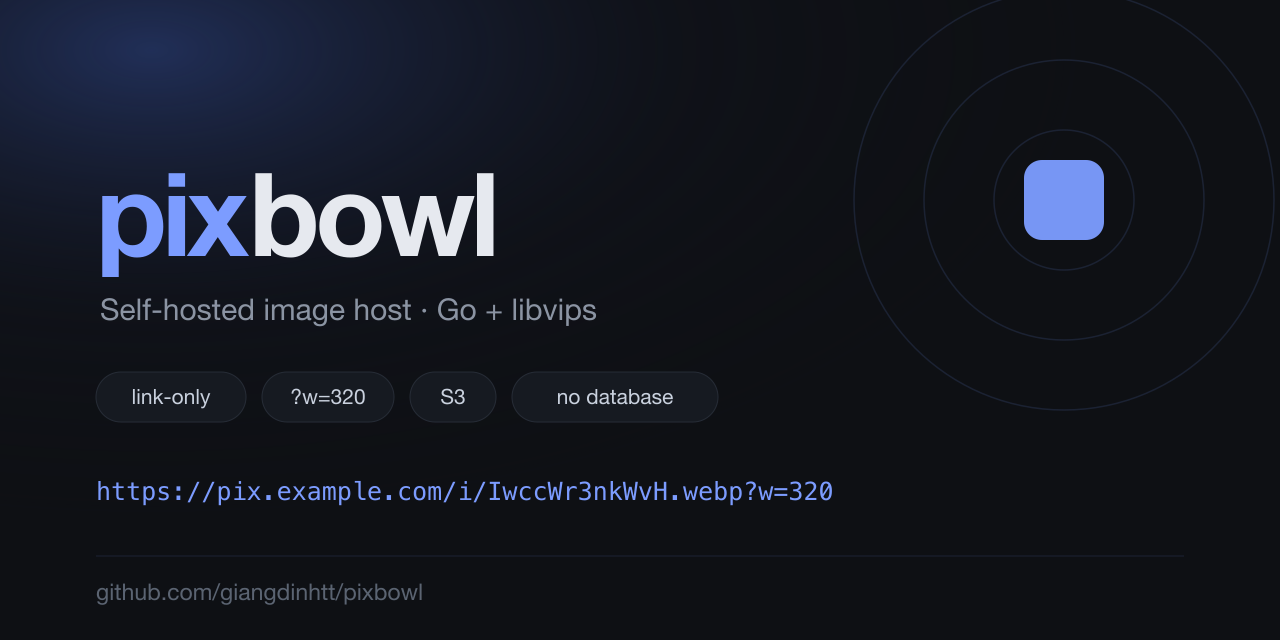 pixbowl
Self-hosted image host · Go + libvips
link-only ?w=320 S3 no database
https://pix.example.com/i/IwccWr3nkWvH.webp?w=320
github.com/giangdinhtt/pixbowl